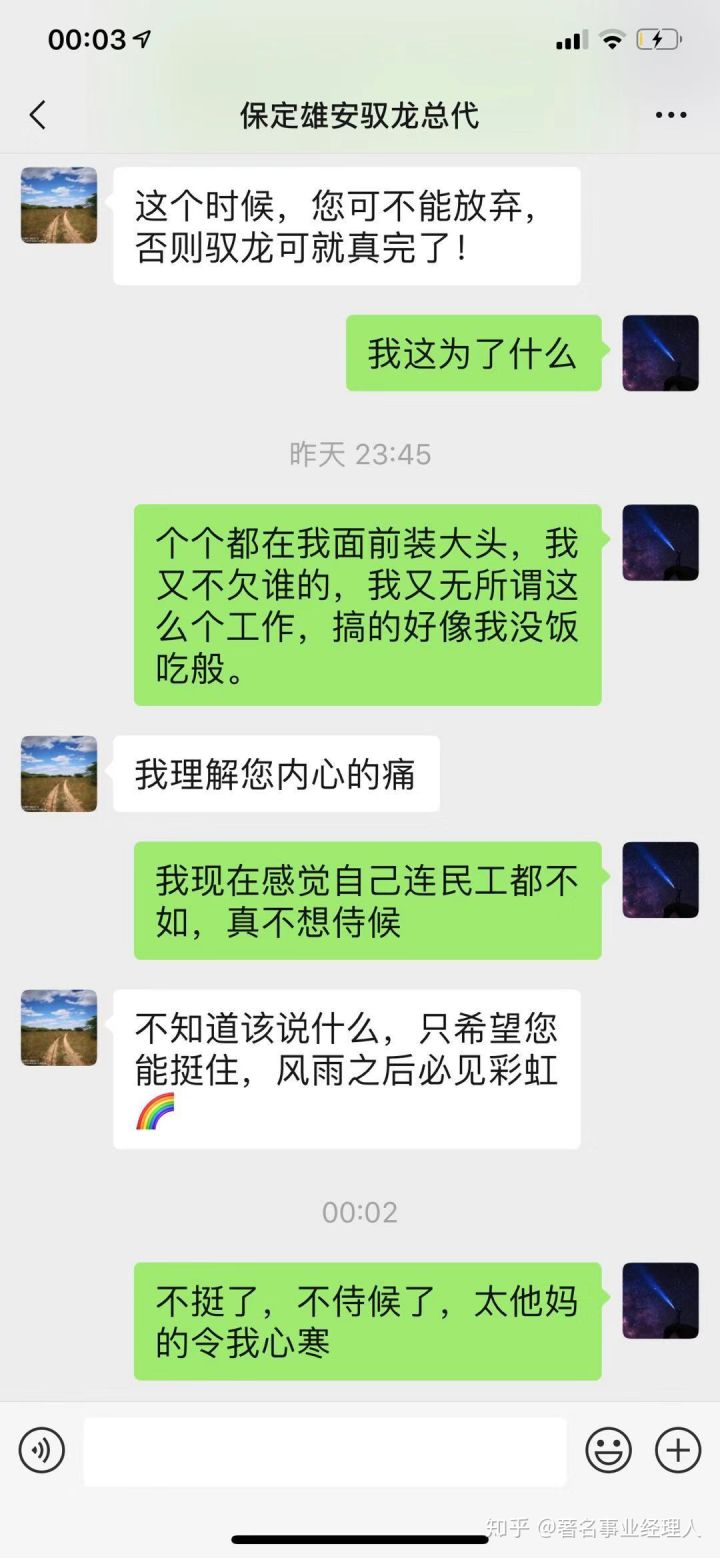 00:03
保定雄安驭龙总代
这个时候，您可不能放弃，
否则驭龙可就真完了！
我这为了什么
昨天 23:45
个个都在我面前装大头，我
又不欠谁的，我又无所谓这
么个工作，搞的好像我没饭
吃般。
我理解您内心的痛
我现在感觉自己连民工都不
如，真不想侍候
不知道该说什么，只希望您
能挺住，风雨之后必见彩虹
🌈
00:02
不挺了，不侍候了，太他妈
的令我心寒
知乎 @著名事业经理人